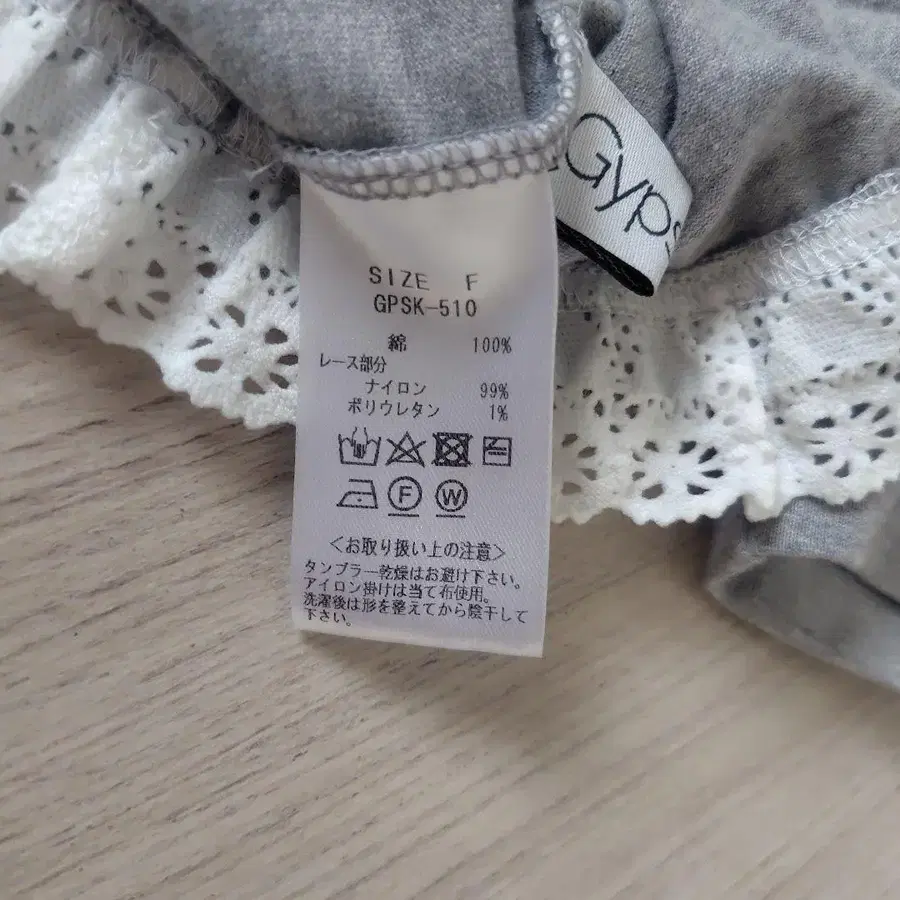 Gyps
SIZE F
GPSK-510
綿 100%
レース部分
ナイロン 99%
ポリウレタン 1%
F W
＜お取り扱い上の注意＞
タンブラー乾燥はお避け下さい。
アイロン掛けは当て布使用。
洗濯後は形を整えてから陰干して
下さい。